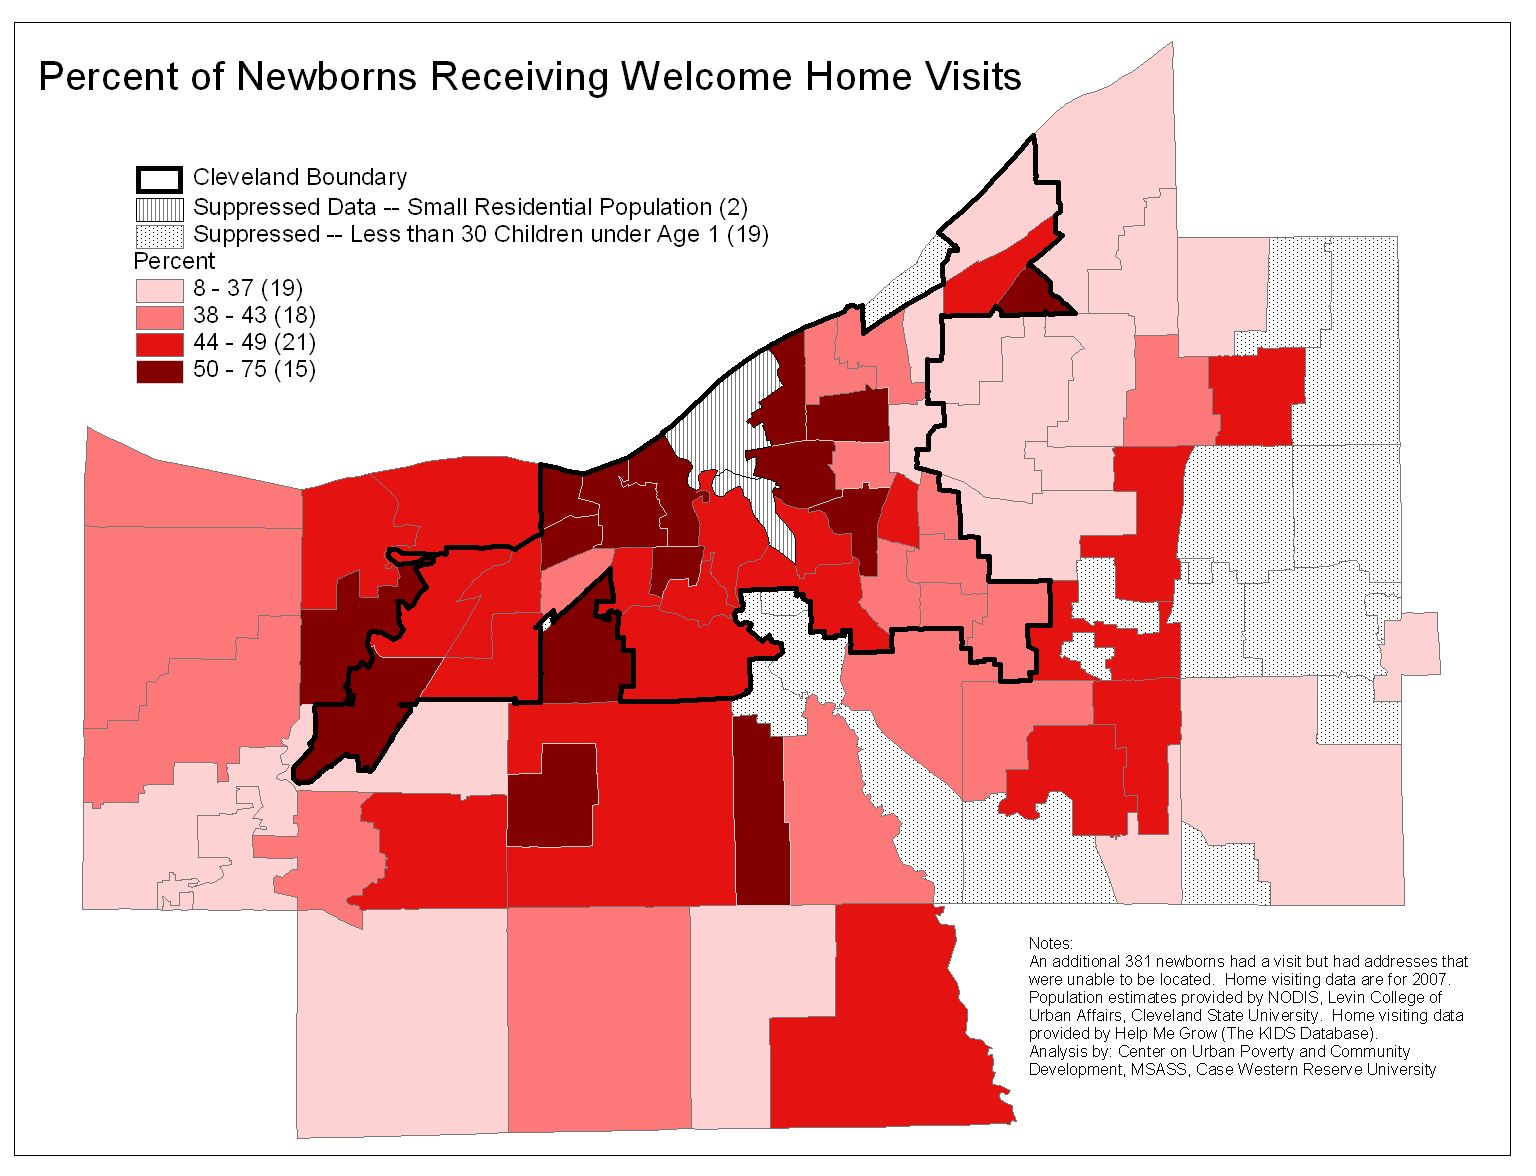 Percent of Newborns Receiving Welcome Home Visits
Cleveland Boundary
Suppressed Data -- Small Residential Population (2)
Suppressed -- Less than 30 Children under Age 1 (19)
Percent
8 - 37 (19)
38 - 43 (18)
44 - 49 (21)
50 - 75 (15)
Notes:
An additional 381 newborns had a visit but had addresses that
were unable to be located. Home visiting data are for 2007.
Population estimates provided by NODIS, Levin College of
Urban Affairs, Cleveland State University. Home visiting data
provided by Help Me Grow (The KIDS Database).
Analysis by: Center on Urban Poverty and Community
Development, MSASS, Case Western Reserve University